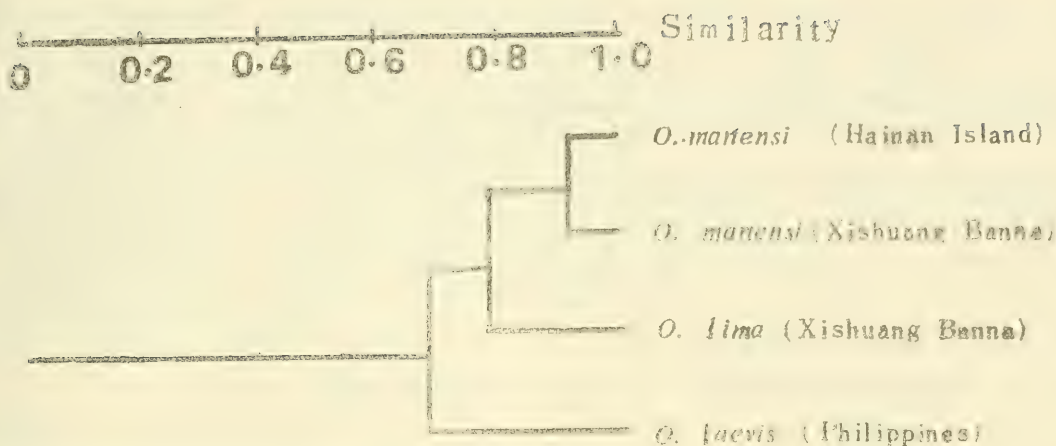 Similarity
0 0.2 0.4 0.6 0.8 1.0
O. martensi (Hainan Island)
O. martensi (Xishuang Banna)
O. lima (Xishuang Banna)
O. laevis (Philippines)